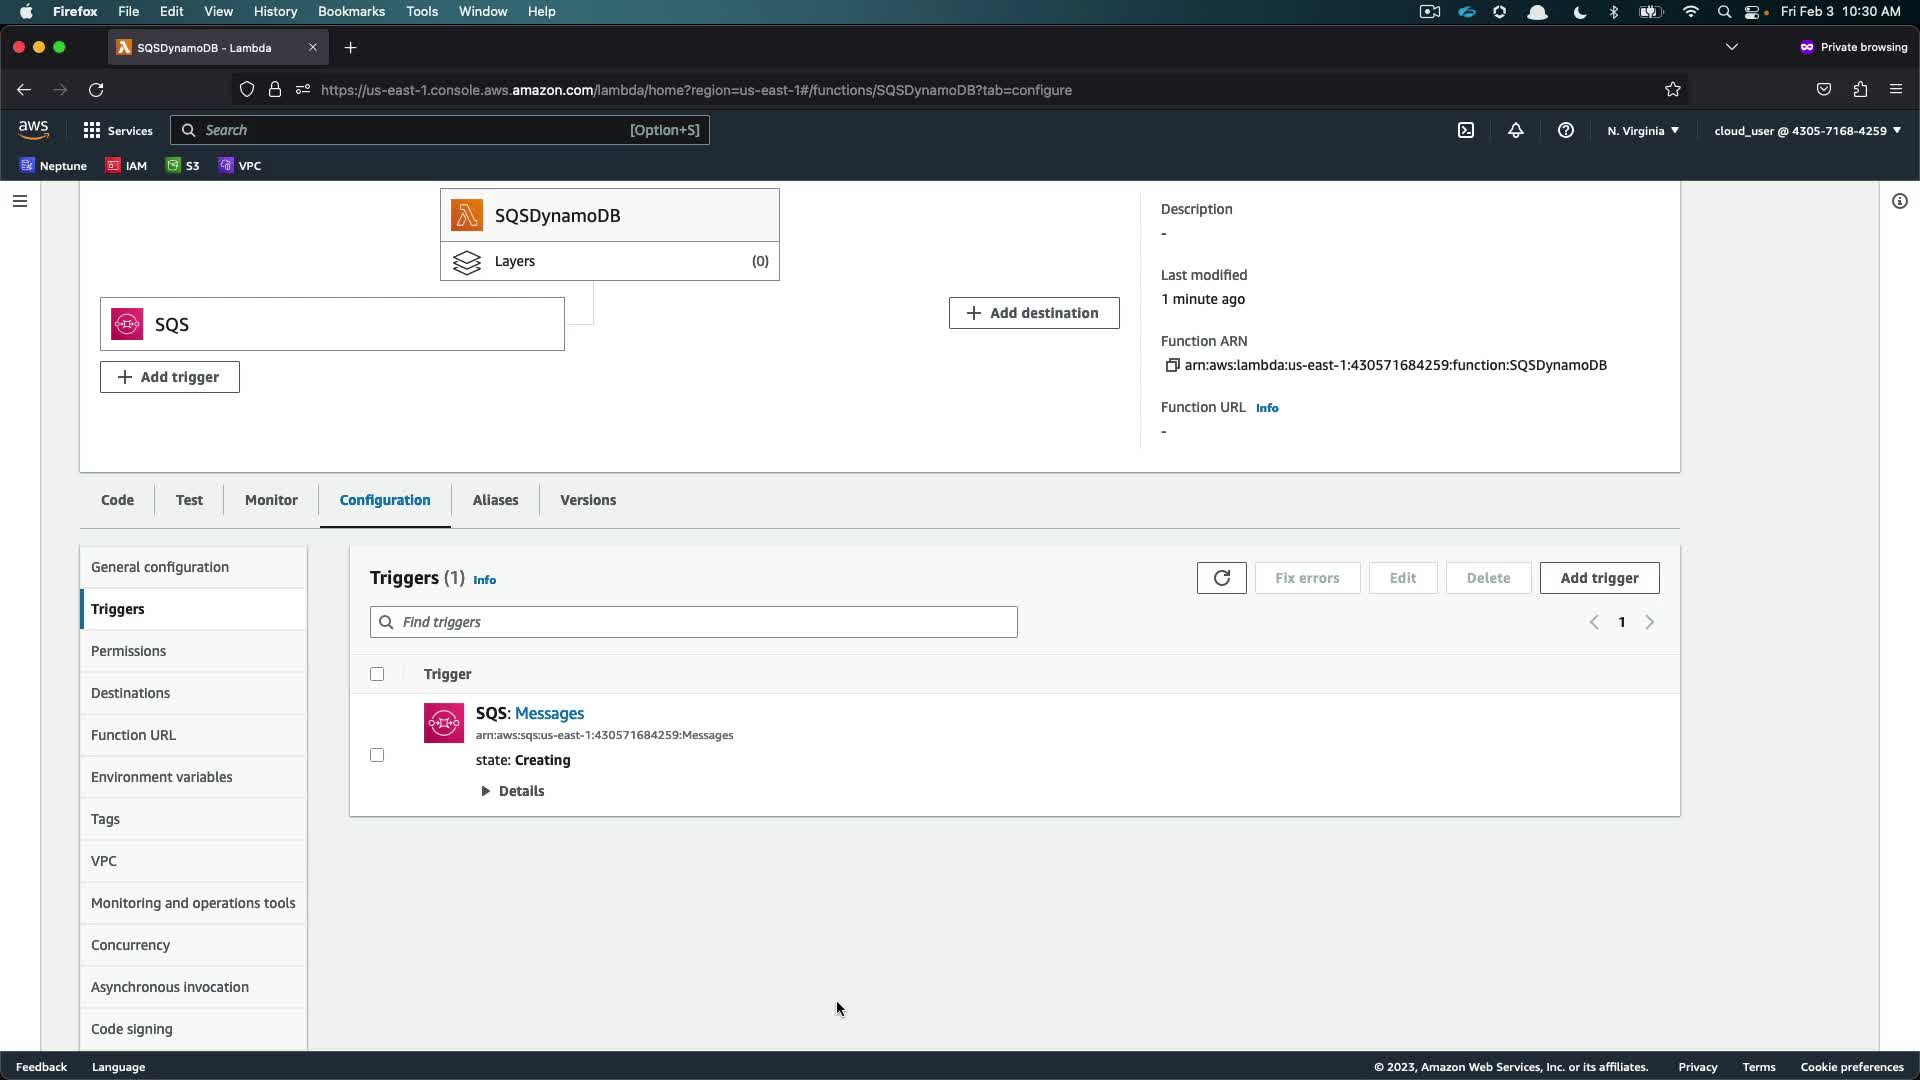 Firefox File Edit View History Bookmarks Tools Window Help Fri Feb 3 10:30 AM
SQSDynamoDB - Lambda Private browsing
https://us-east-1.console.aws.amazon.com/lambda/home?region=us-east-1#/functions/SQSDynamoDB?tab=configure
aws Services Search [Option+S] N. Virginia cloud_user @ 4305-7168-4259
Neptune IAM S3 VPC
SQSDynamoDB
Layers (0)
SQS
Add trigger
Add destination
Description
-
Last modified
1 minute ago
Function ARN
arn:aws:lambda:us-east-1:430571684259:function:SQSDynamoDB
Function URL Info
-
Code Test Monitor Configuration Aliases Versions
General configuration
Triggers
Permissions
Destinations
Function URL
Environment variables
Tags
VPC
Monitoring and operations tools
Concurrency
Asynchronous invocation
Code signing
Triggers (1) Info
Fix errors Edit Delete Add trigger
Find triggers
1
Trigger
SQS: Messages
arn:aws:sqs:us-east-1:430571684259:Messages
state: Creating
Details
Feedback Language © 2023, Amazon Web Services, Inc. or its affiliates. Privacy Terms Cookie preferences